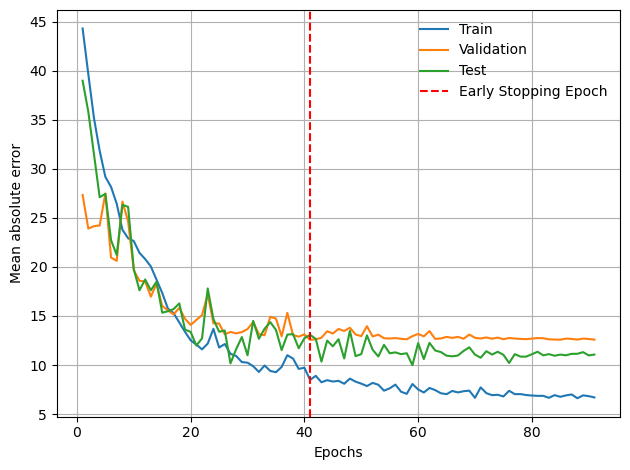 45
40
35
30
25
20
15
10
5
Mean absolute error
Train
Validation
Test
Early Stopping Epoch
0 20 40 60 80
Epochs